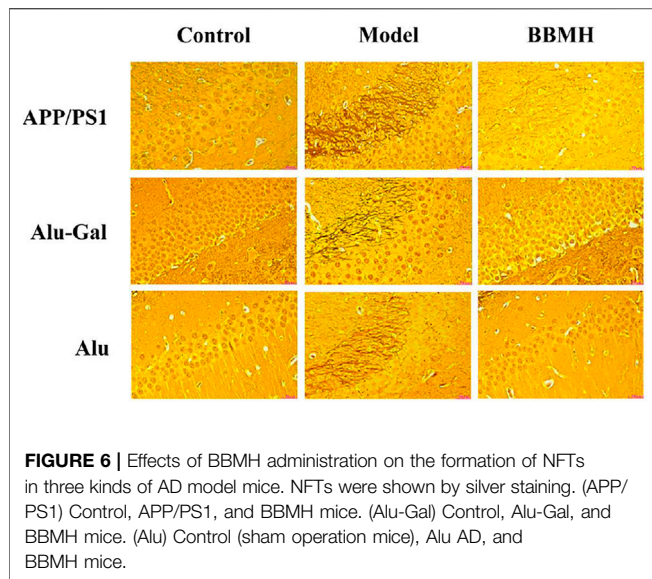 Control Model BBMH
APP/PS1
Alu-Gal
Alu
FIGURE 6 | Effects of BBMH administration on the formation of NFTs
in three kinds of AD model mice. NFTs were shown by silver staining. (APP/
PS1) Control, APP/PS1, and BBMH mice. (Alu-Gal) Control, Alu-Gal, and
BBMH mice. (Alu) Control (sham operation mice), Alu AD, and
BBMH mice.